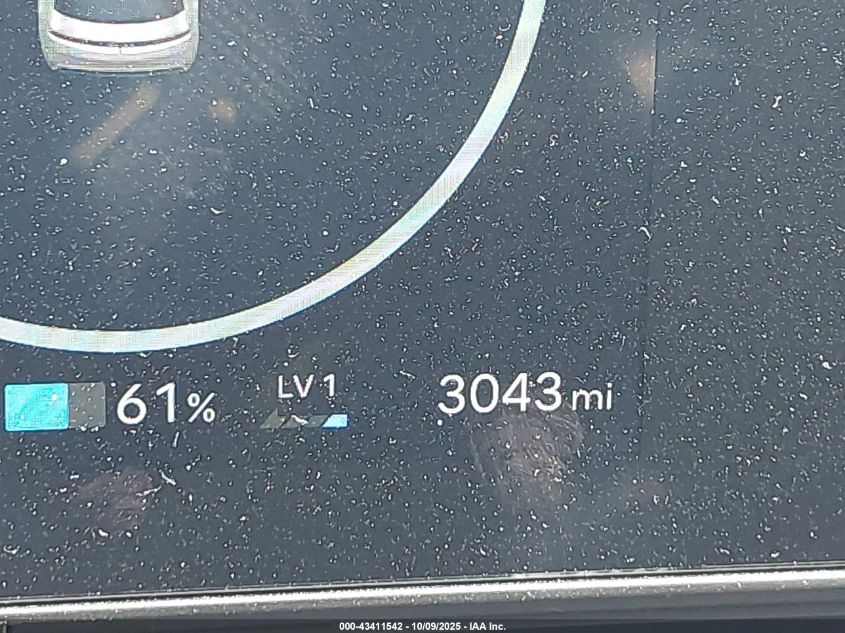 61% LV 1 3043 mi
000-43411542 - 10/09/2025 - IAA Inc.